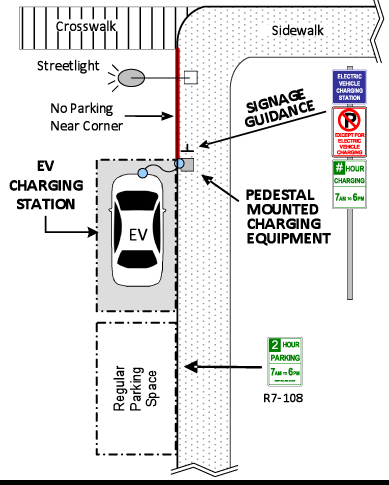 Crosswalk
Sidewalk
Streetlight
No Parking
Near Corner
SIGNAGE
GUIDANCE
ELECTRIC
VEHICLE
CHARGING
STATION
P
EXCEPT FOR
ELECTRIC
VEHICLE CHARGING
# HOUR
CHARGING
7AM TO 6PM
EV
CHARGING
STATION
EV
PEDESTAL
MOUNTED
CHARGING
EQUIPMENT
Regular
Parking
Space
2 HOUR
PARKING
7AM TO 6PM
R7-108